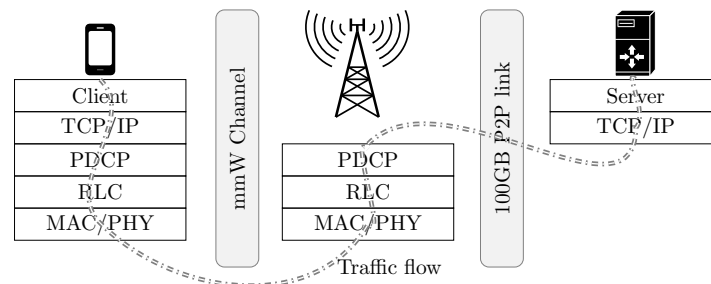 Client
TCP/IP
PDCP
RLC
MAC/PHY
mmW Channel
PDCP
RLC
MAC/PHY
Traffic flow
100GB P2P link
Server
TCP/IP